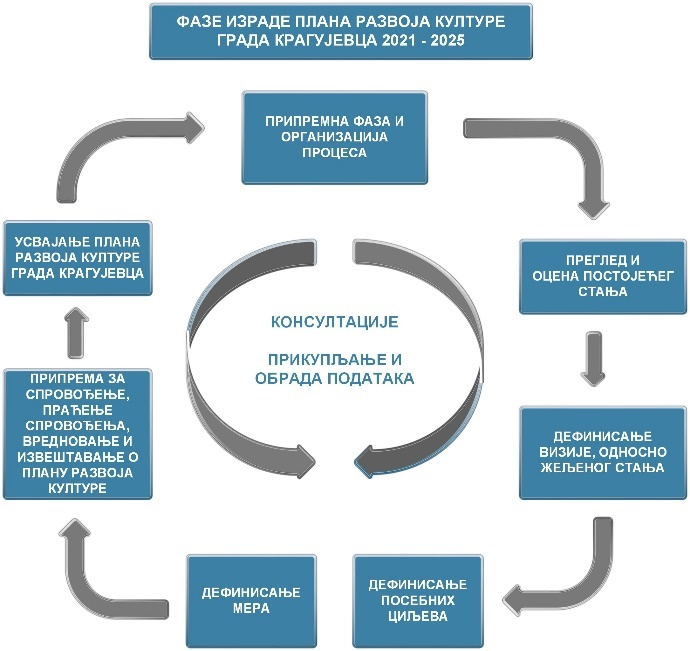 ФАЗЕ ИЗРАДЕ ПЛАНА РАЗВОЈА КУЛТУРЕ
ГРАДА КРАГУЈЕВЦА 2021 - 2025
ПРИПРЕМНА ФАЗА И
ОРГАНИЗАЦИЈА
ПРОЦЕСА
ПРЕГЛЕД И
ОЦЕНА ПОСТОЈЕЋЕГ
СТАЊА
ДЕФИНИСАЊЕ
ВИЗИЈЕ, ОДНОСНО
ЖЕЉЕНОГ СТАЊА
ДЕФИНИСАЊЕ
ПОСЕБНИХ
ЦИЉЕВА
ДЕФИНИСАЊЕ
МЕРА
ПРИПРЕМА ЗА
СПРОВОЂЕЊЕ,
ПРАЋЕЊЕ
СПРОВОЂЕЊА,
ВРЕДНОВАЊЕ И
ИЗВЕШТАВАЊЕ О
ПЛАНУ РАЗВОЈА
КУЛТУРЕ
УСВАЈАЊЕ ПЛАНА
РАЗВОЈА КУЛТУРЕ
ГРАДА КРАГУЈЕВЦА
КОНСУЛТАЦИЈЕ
ПРИКУПЉАЊЕ И
ОБРАДА ПОДАТАКА